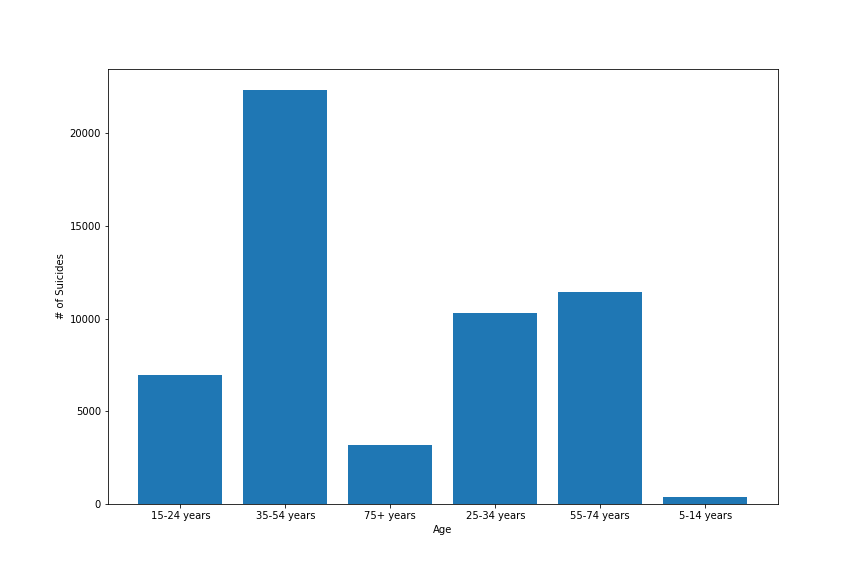 # of Suicides
20000
15000
10000
5000
0
15-24 years 35-54 years 75+ years 25-34 years 55-74 years 5-14 years
Age